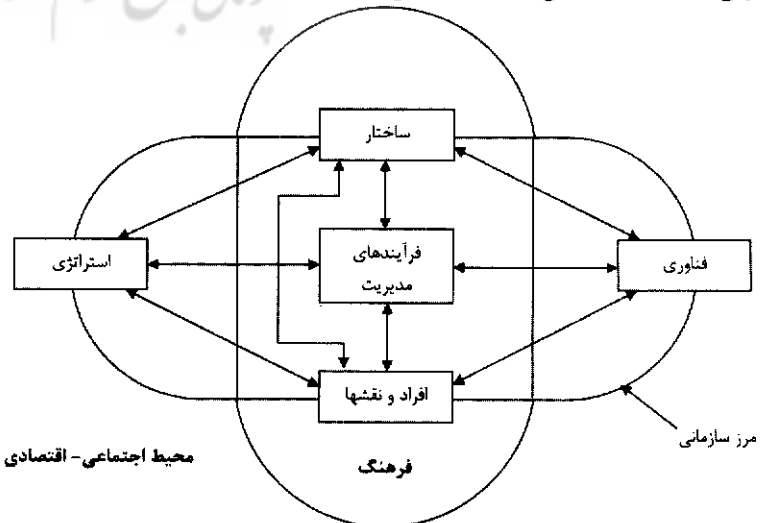 ساختار
استراتژی
فرآیندهای
مدیریت
فناوری
افراد و نقشها
مرز سازمانی
محیط اجتماعی- اقتصادی
فرهنگ